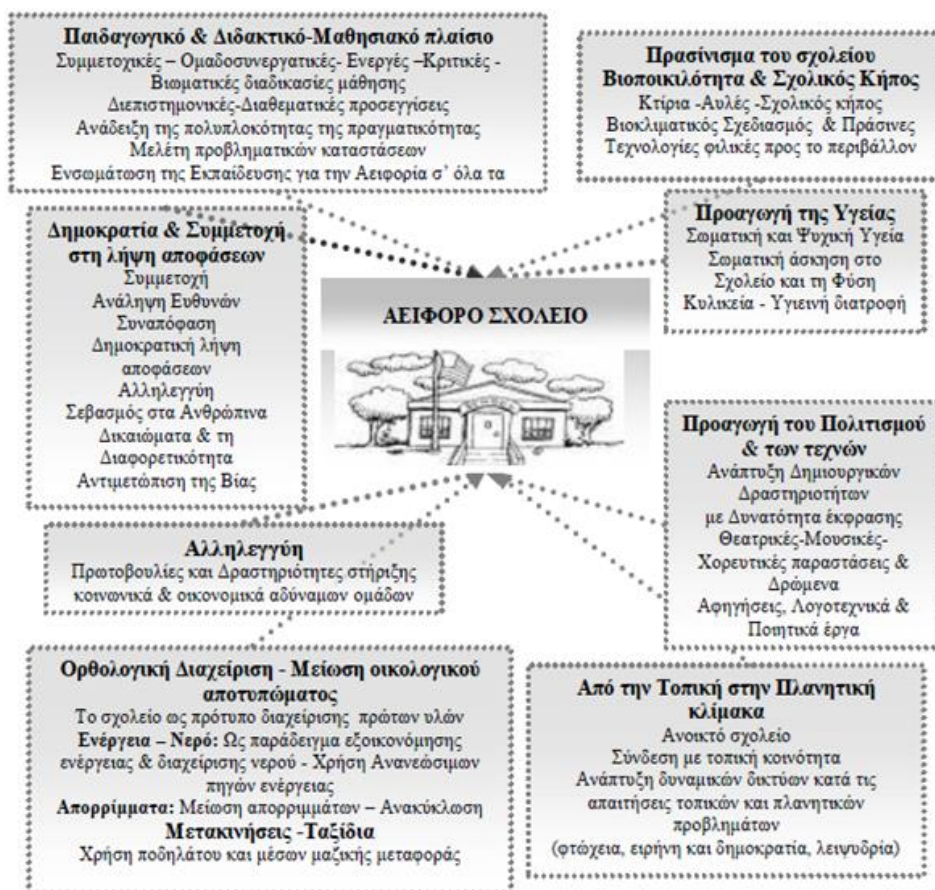 Παιδαγωγικό & Διδακτικό-Μαθησιακό πλαίσιο
Συμμετοχικές – Ομαδοσυνεργατικές- Ενεργές –Κριτικές -
Βιωματικές διαδικασίες μάθησης
Διεπιστημονικές-Διαθεματικές προσεγγίσεις
Ανάδειξη της πολυπλοκότητας της πραγματικότητας
Μελέτη προβληματικών καταστάσεων
Ενσωμάτωση της Εκπαίδευσης για την Αειφορία σ’ όλα τα
Πρασίνισμα του σχολείου
Βιοποικιλότητα & Σχολικός Κήπος
Κτίρια -Αυλές -Σχολικός κήπος
Βιοκλιματικός Σχεδιασμός & Πράσινες
Τεχνολογίες φιλικές προς το περιβάλλον
Δημοκρατία & Συμμετοχή
στη λήψη αποφάσεων
Συμμετοχή
Ανάληψη Ευθυνών
Συναπόφαση
Δημοκρατική λήψη
αποφάσεων
Αλληλεγγύη
Σεβασμός στα Ανθρώπινα
Δικαιώματα & τη
Διαφορετικότητα
Αντιμετώπιση της Βίας
Προαγωγή της Υγείας
Σωματική και Ψυχική Υγεία
Σωματική άσκηση στο
Σχολείο και τη Φύση
Κυλικεία - Υγιεινή διατροφή
ΑΕΙΦΟΡΟ ΣΧΟΛΕΙΟ
Προαγωγή του Πολιτισμού
& των τεχνών
Ανάπτυξη Δημιουργικών
Δραστηριοτήτων
με Δυνατότητα έκφρασης
Θεατρικές-Μουσικές-
Χορευτικές παραστάσεις &
Δρώμενα
Αφηγήσεις, Λογοτεχνικά &
Ποιητικά έργα
Αλληλεγγύη
Πρωτοβουλίες και Δραστηριότητες στήριξης
κοινωνικά & οικονομικά αδύναμων ομάδων
Ορθολογική Διαχείριση - Μείωση οικολογικού
αποτυπώματος
Το σχολείο ως πρότυπο διαχείρισης πρώτων υλών
Ενέργεια – Νερό: Ως παράδειγμα εξοικονόμησης
ενέργειας & διαχείρισης νερού - Χρήση Ανανεώσιμων
πηγών ενέργειας
Απορρίμματα: Μείωση απορριμμάτων – Ανακύκλωση
Μετακινήσεις -Ταξίδια
Χρήση ποδηλάτου και μέσων μαζικής μεταφοράς
Από την Τοπική στην Πλανητική
κλίμακα
Ανοικτό σχολείο
Σύνδεση με τοπική κοινότητα
Ανάπτυξη δυναμικών δικτύων κατά τις
απαιτήσεις τοπικών και πλανητικών
προβλημάτων
(φτώχεια, ειρήνη και δημοκρατία, λειψυδρία)